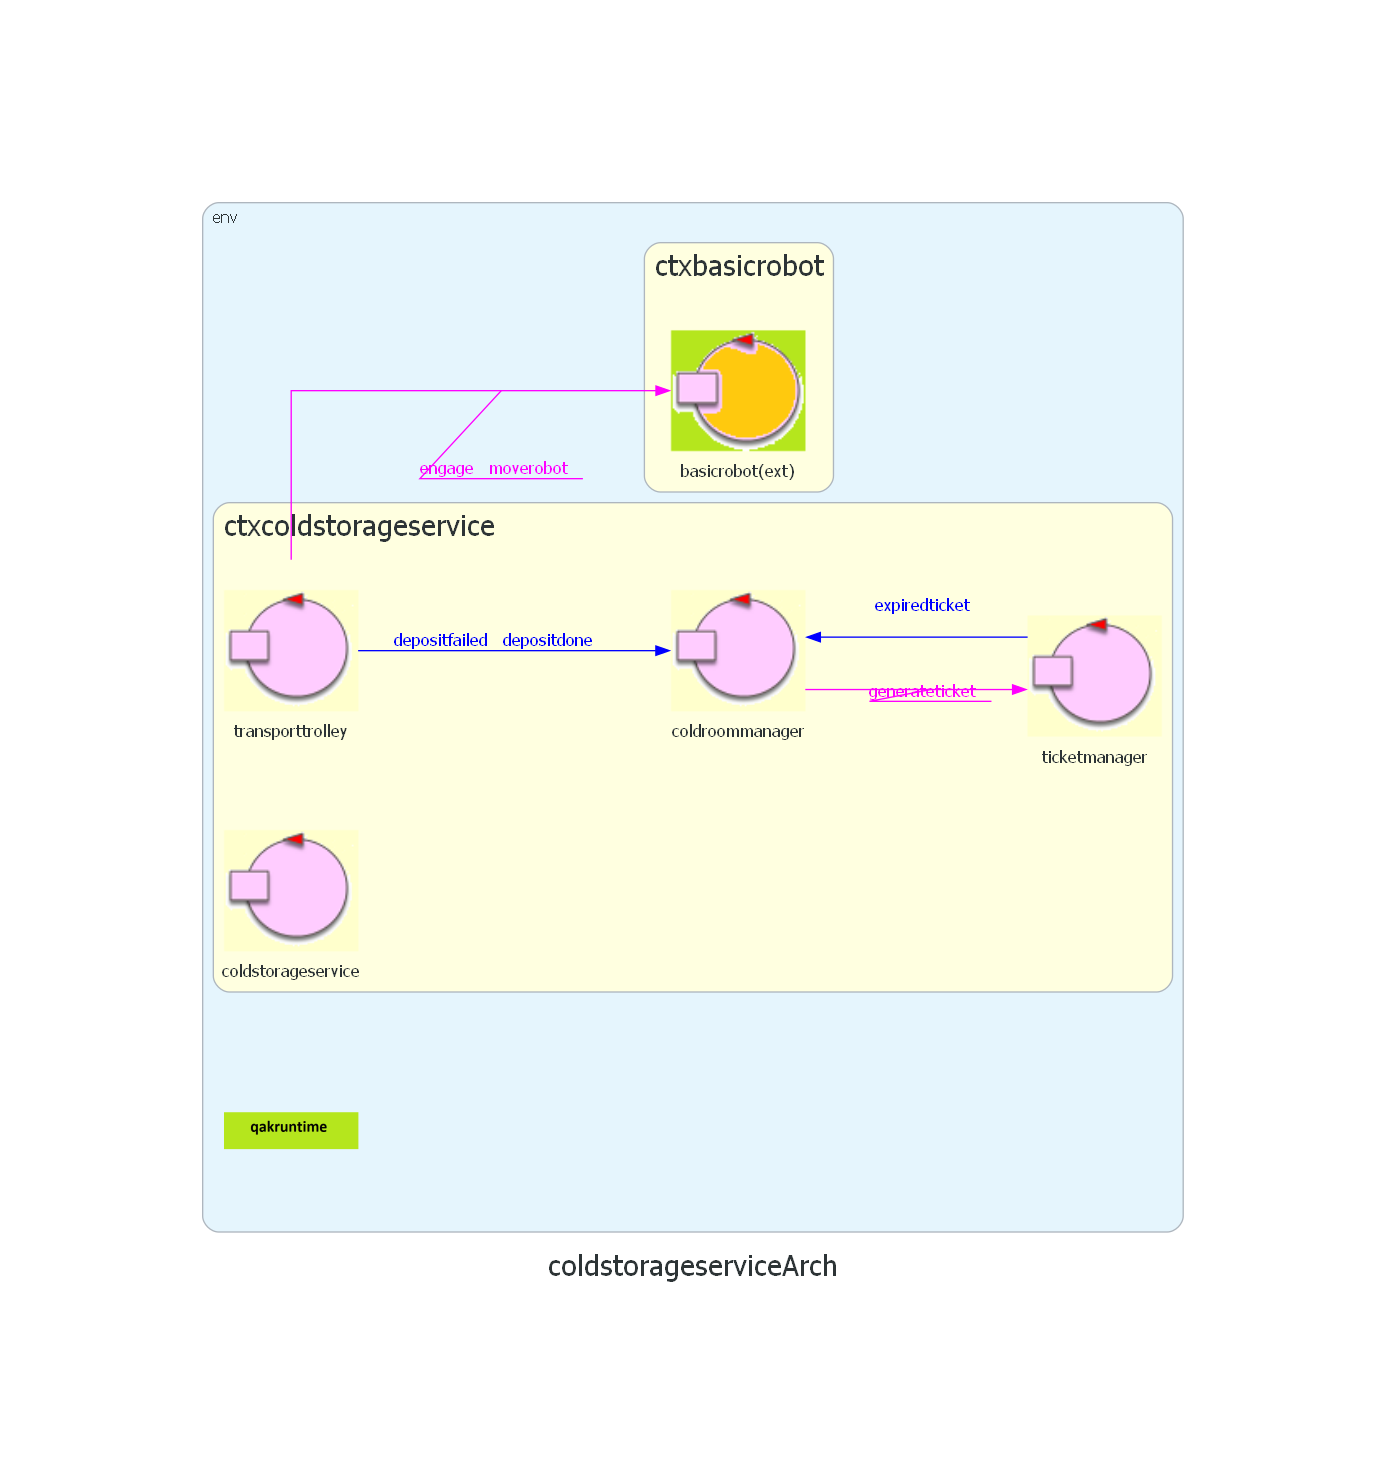 env
ctxbasicrobot
basicrobot(ext)
engage moverobot
ctxcoldstorageservice
expiredticket
depositfailed depositdone
generateticket
transporttrolley
coldroommanager
ticketmanager
coldstorageservice
qakruntime
coldstorageserviceArch